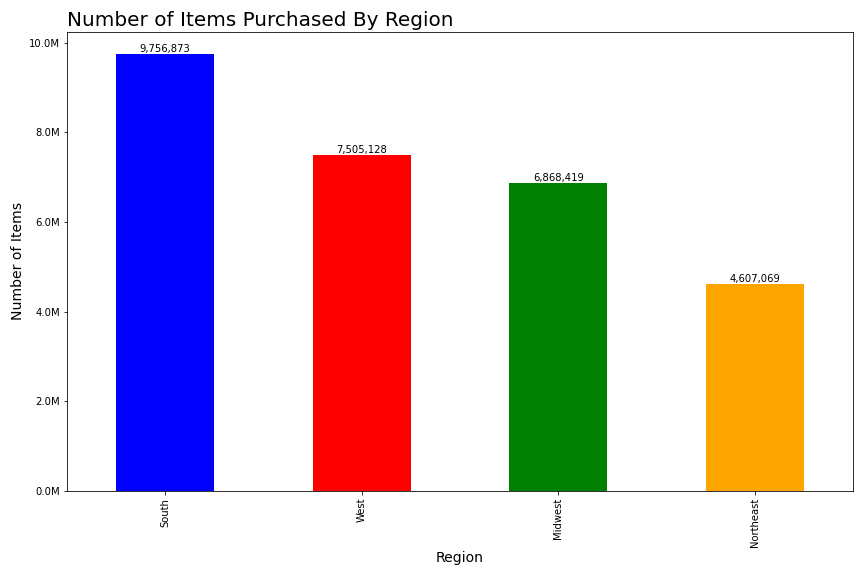 Number of Items Purchased By Region
Number of Items
10.0M
8.0M
6.0M
4.0M
2.0M
0.0M
9,756,873
7,505,128
6,868,419
4,607,069
South
West
Midwest
Northeast
Region